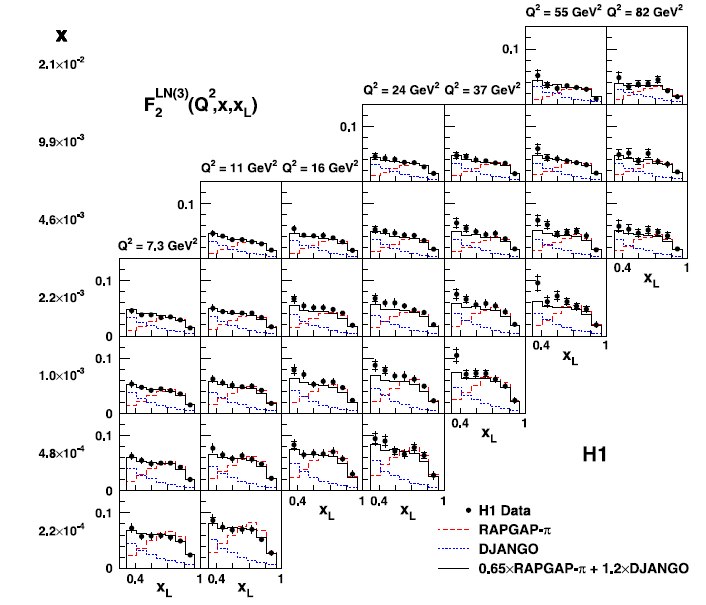 Q² = 55 GeV² Q² = 82 GeV²
x
0.1
2.1×10⁻²
F₂^LN(3)(Q²,x,x_L)
Q² = 24 GeV² Q² = 37 GeV²
0.1
9,9×10⁻³
Q² = 11 GeV² Q² = 16 GeV²
0.1
4,6×10⁻³
Q² = 7,3 GeV²
0.4 1
x_L
2.2×10⁻³
0
0.4 1
x_L
0.1
1.0×10⁻³
0
0.4 1
x_L
0.1
4,8×10⁻⁴
H1
0
0.4 1 0.4 1
x_L x_L
0.1
2,2×10⁻⁴
0
0.4 1 0.4 1
x_L x_L
H1 Data
RAPGAP-π
DJANGO
0.65×RAPGAP-π + 1.2×DJANGO